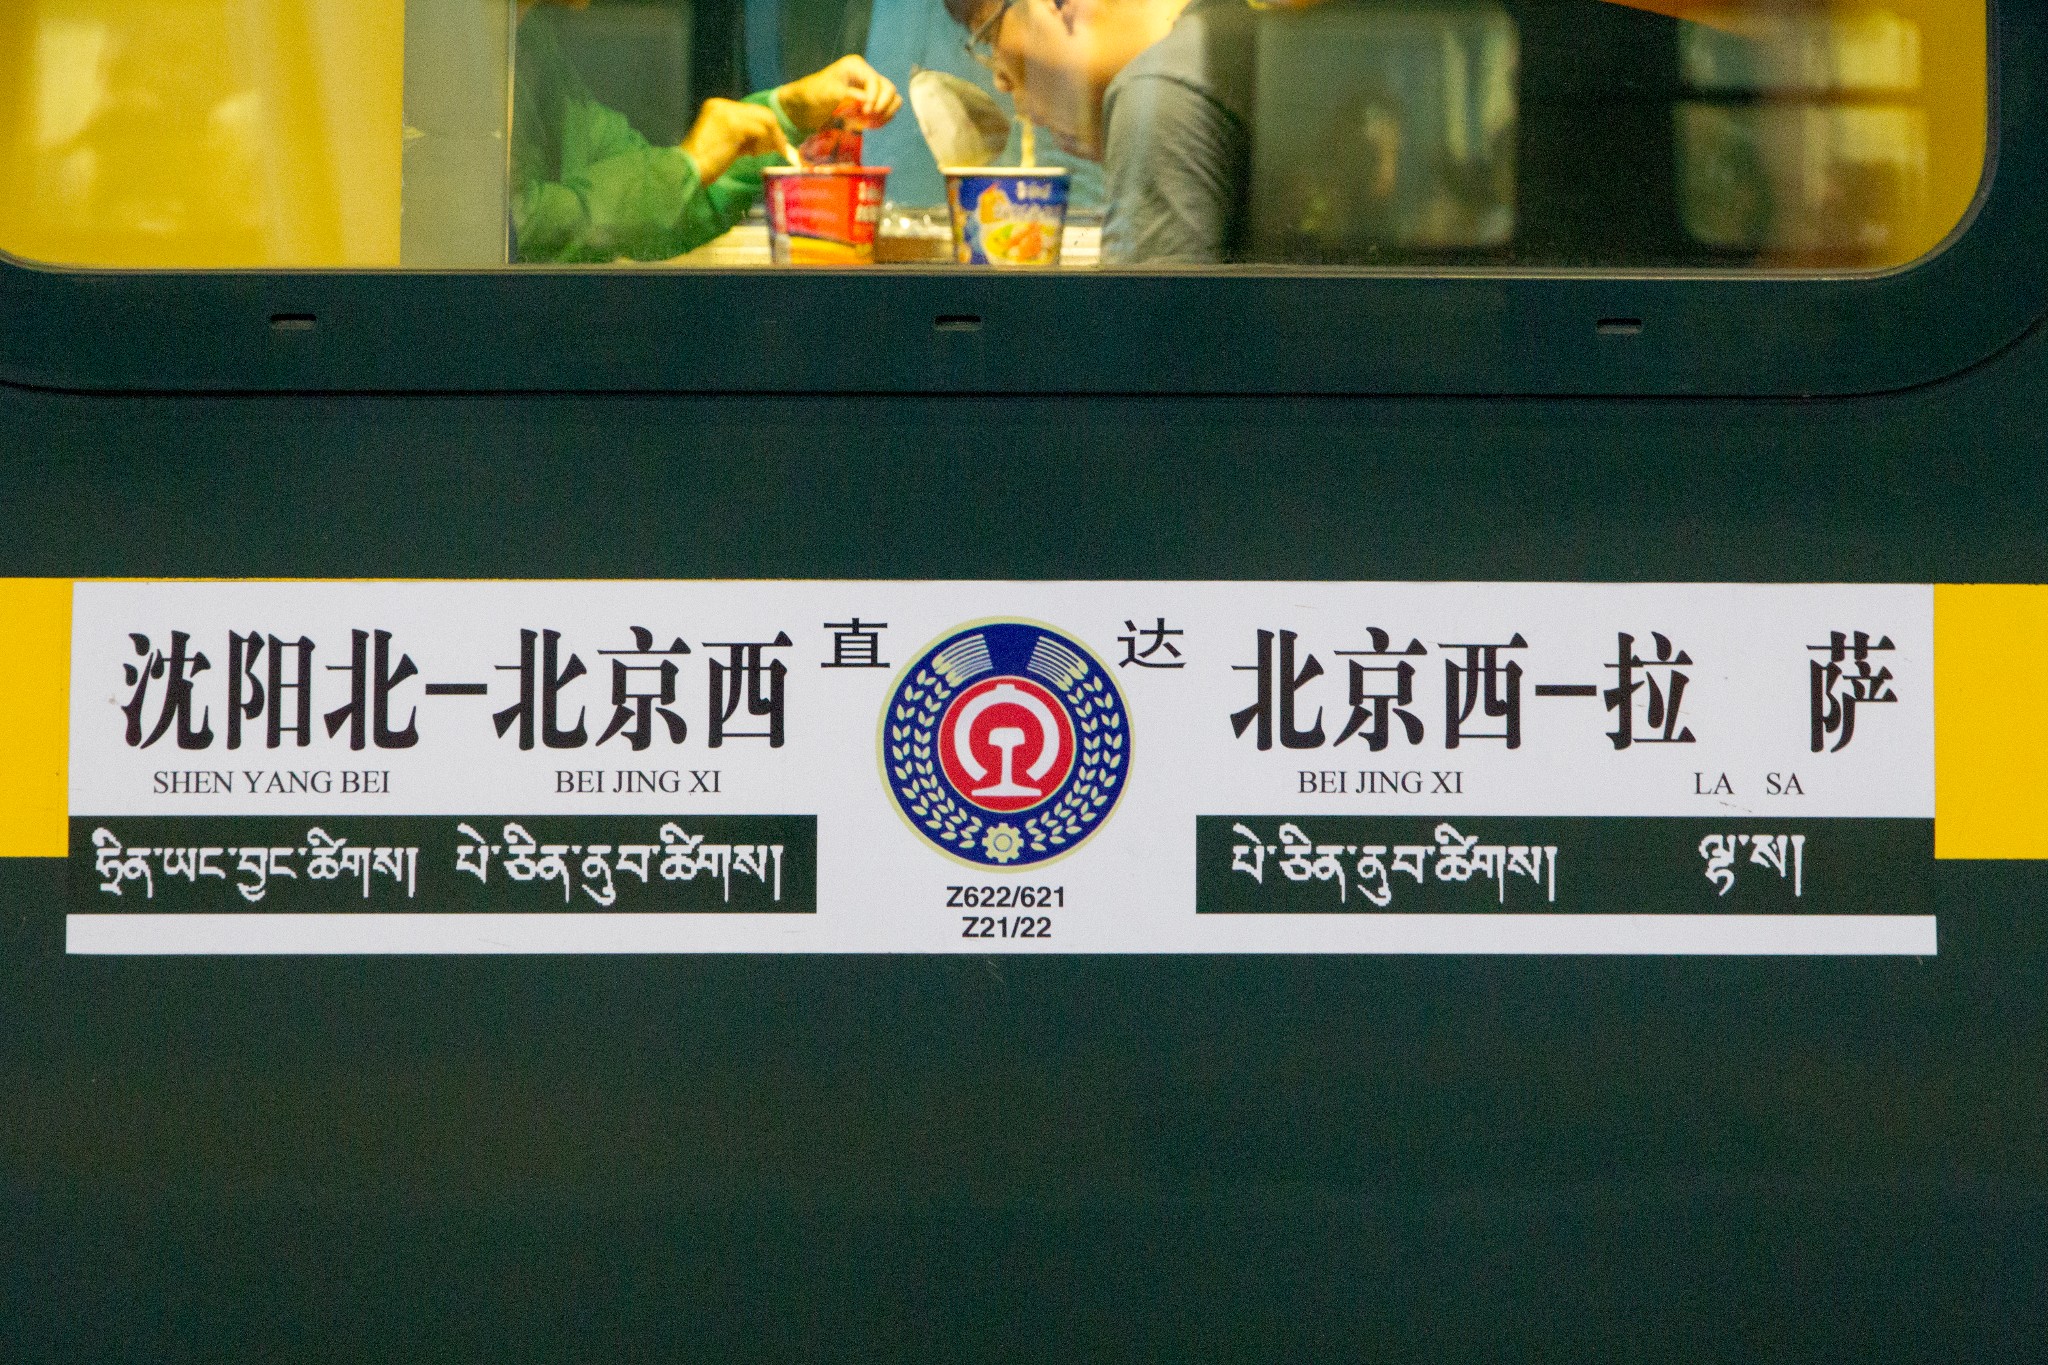 沈阳北-北京西 直 达 北京西-拉 萨
SHEN YANG BEI BEI JING XI BEI JING XI LA SA
ཧྲིན་ཡང་བྱང་ཚིགས། པེ་ཅིན་ནུབ་ཚིགས། པེ་ཅིན་ནུབ་ཚིགས། ལྷ་ས།
Z622/621
Z21/22